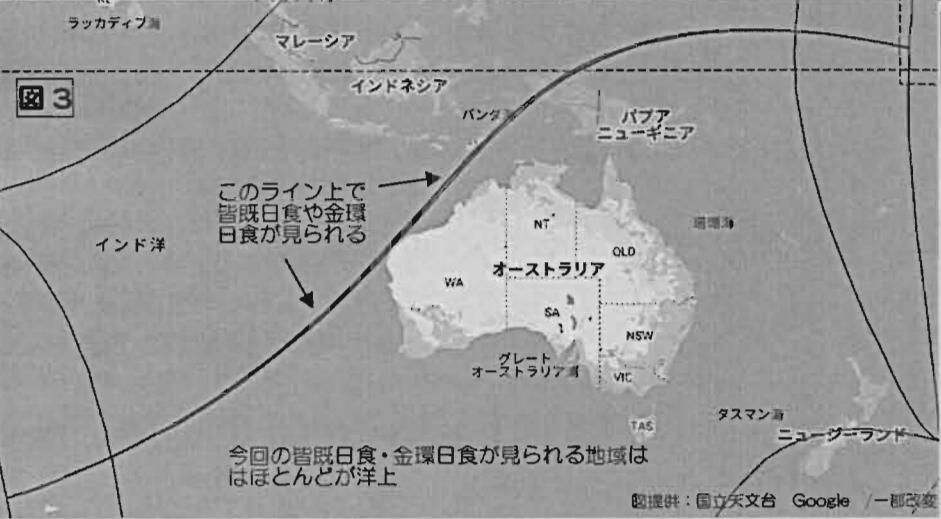 ラッカディブ海
マレーシア
インドネシア
図3
バンダ海
パプア
ニューギニア
このライン上で
皆既日食や金環
日食が見られる
インド洋
NT
QLD
珊瑚海
オーストラリア
WA
SA
NSW
グレート
オーストラリア湾
VIC
TAS
タスマン海
ニュージーランド
今回の皆既日食・金環日食が見られる地域は
はほとんどが洋上
図提供：国立天文台 Google /一部改変